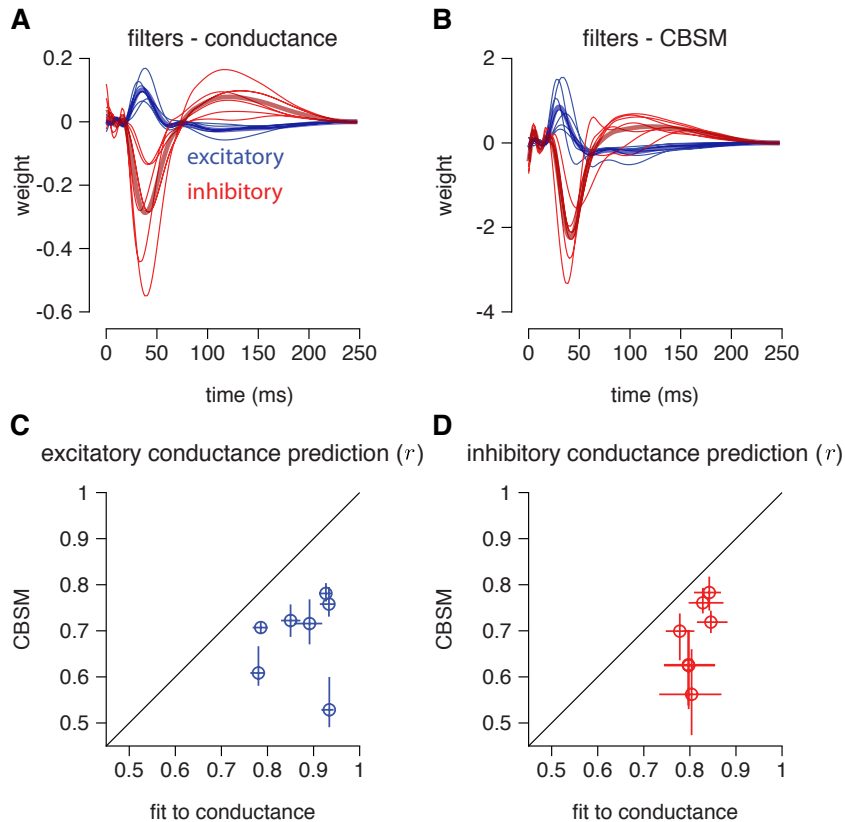 A
filters - conductance
0.2
0
-0.2
-0.4
-0.6
weight
excitatory
inhibitory
0 50 100 150 200 250
time (ms)
B
filters - CBSM
2
0
-2
-4
weight
0 50 100 150 200 250
time (ms)
C
excitatory conductance prediction (r)
1
0.9
0.8
0.7
0.6
0.5
CBSM
0.5 0.6 0.7 0.8 0.9 1
fit to conductance
D
inhibitory conductance prediction (r)
1
0.9
0.8
0.7
0.6
0.5
CBSM
0.5 0.6 0.7 0.8 0.9 1
fit to conductance